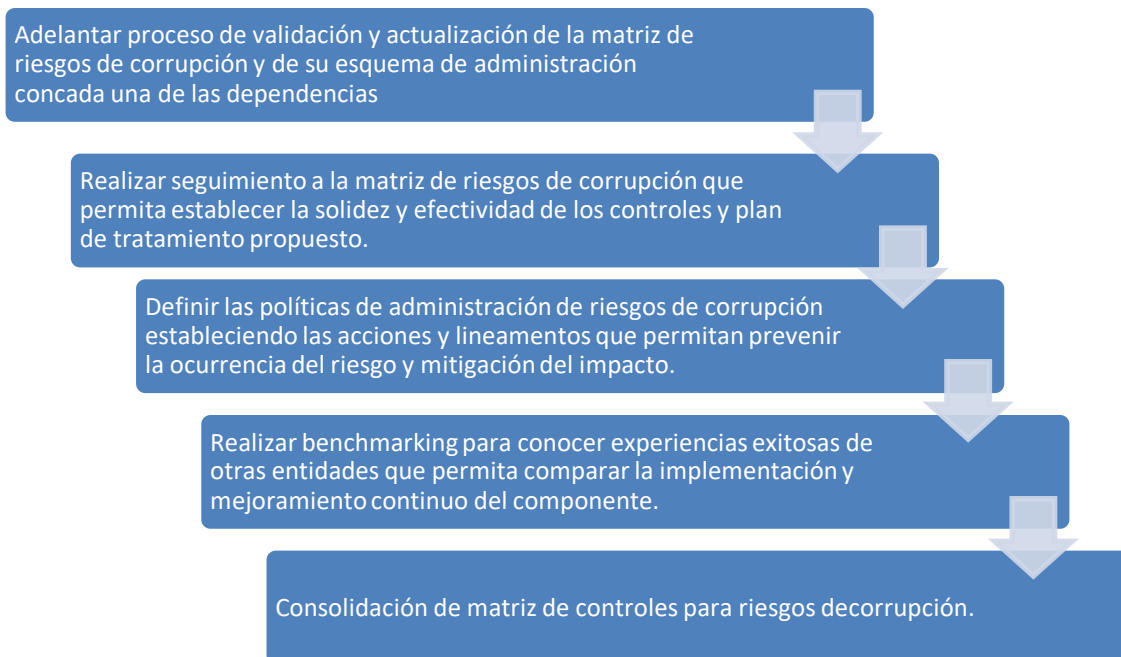 Adelantar proceso de validación y actualización de la matriz de
riesgos de corrupción y de su esquema de administración
concada una de las dependencias
Realizar seguimiento a la matriz de riesgos de corrupción que
permita establecer la solidez y efectividad de los controles y plan
de tratamiento propuesto.
Definir las políticas de administración de riesgos de corrupción
estableciendo las acciones y lineamentos que permitan prevenir
la ocurrencia del riesgo y mitigación del impacto.
Realizar benchmarking para conocer experiencias exitosas de
otras entidades que permita comparar la implementación y
mejoramiento continuo del componente.
Consolidación de matriz de controles para riesgos decorrupción.